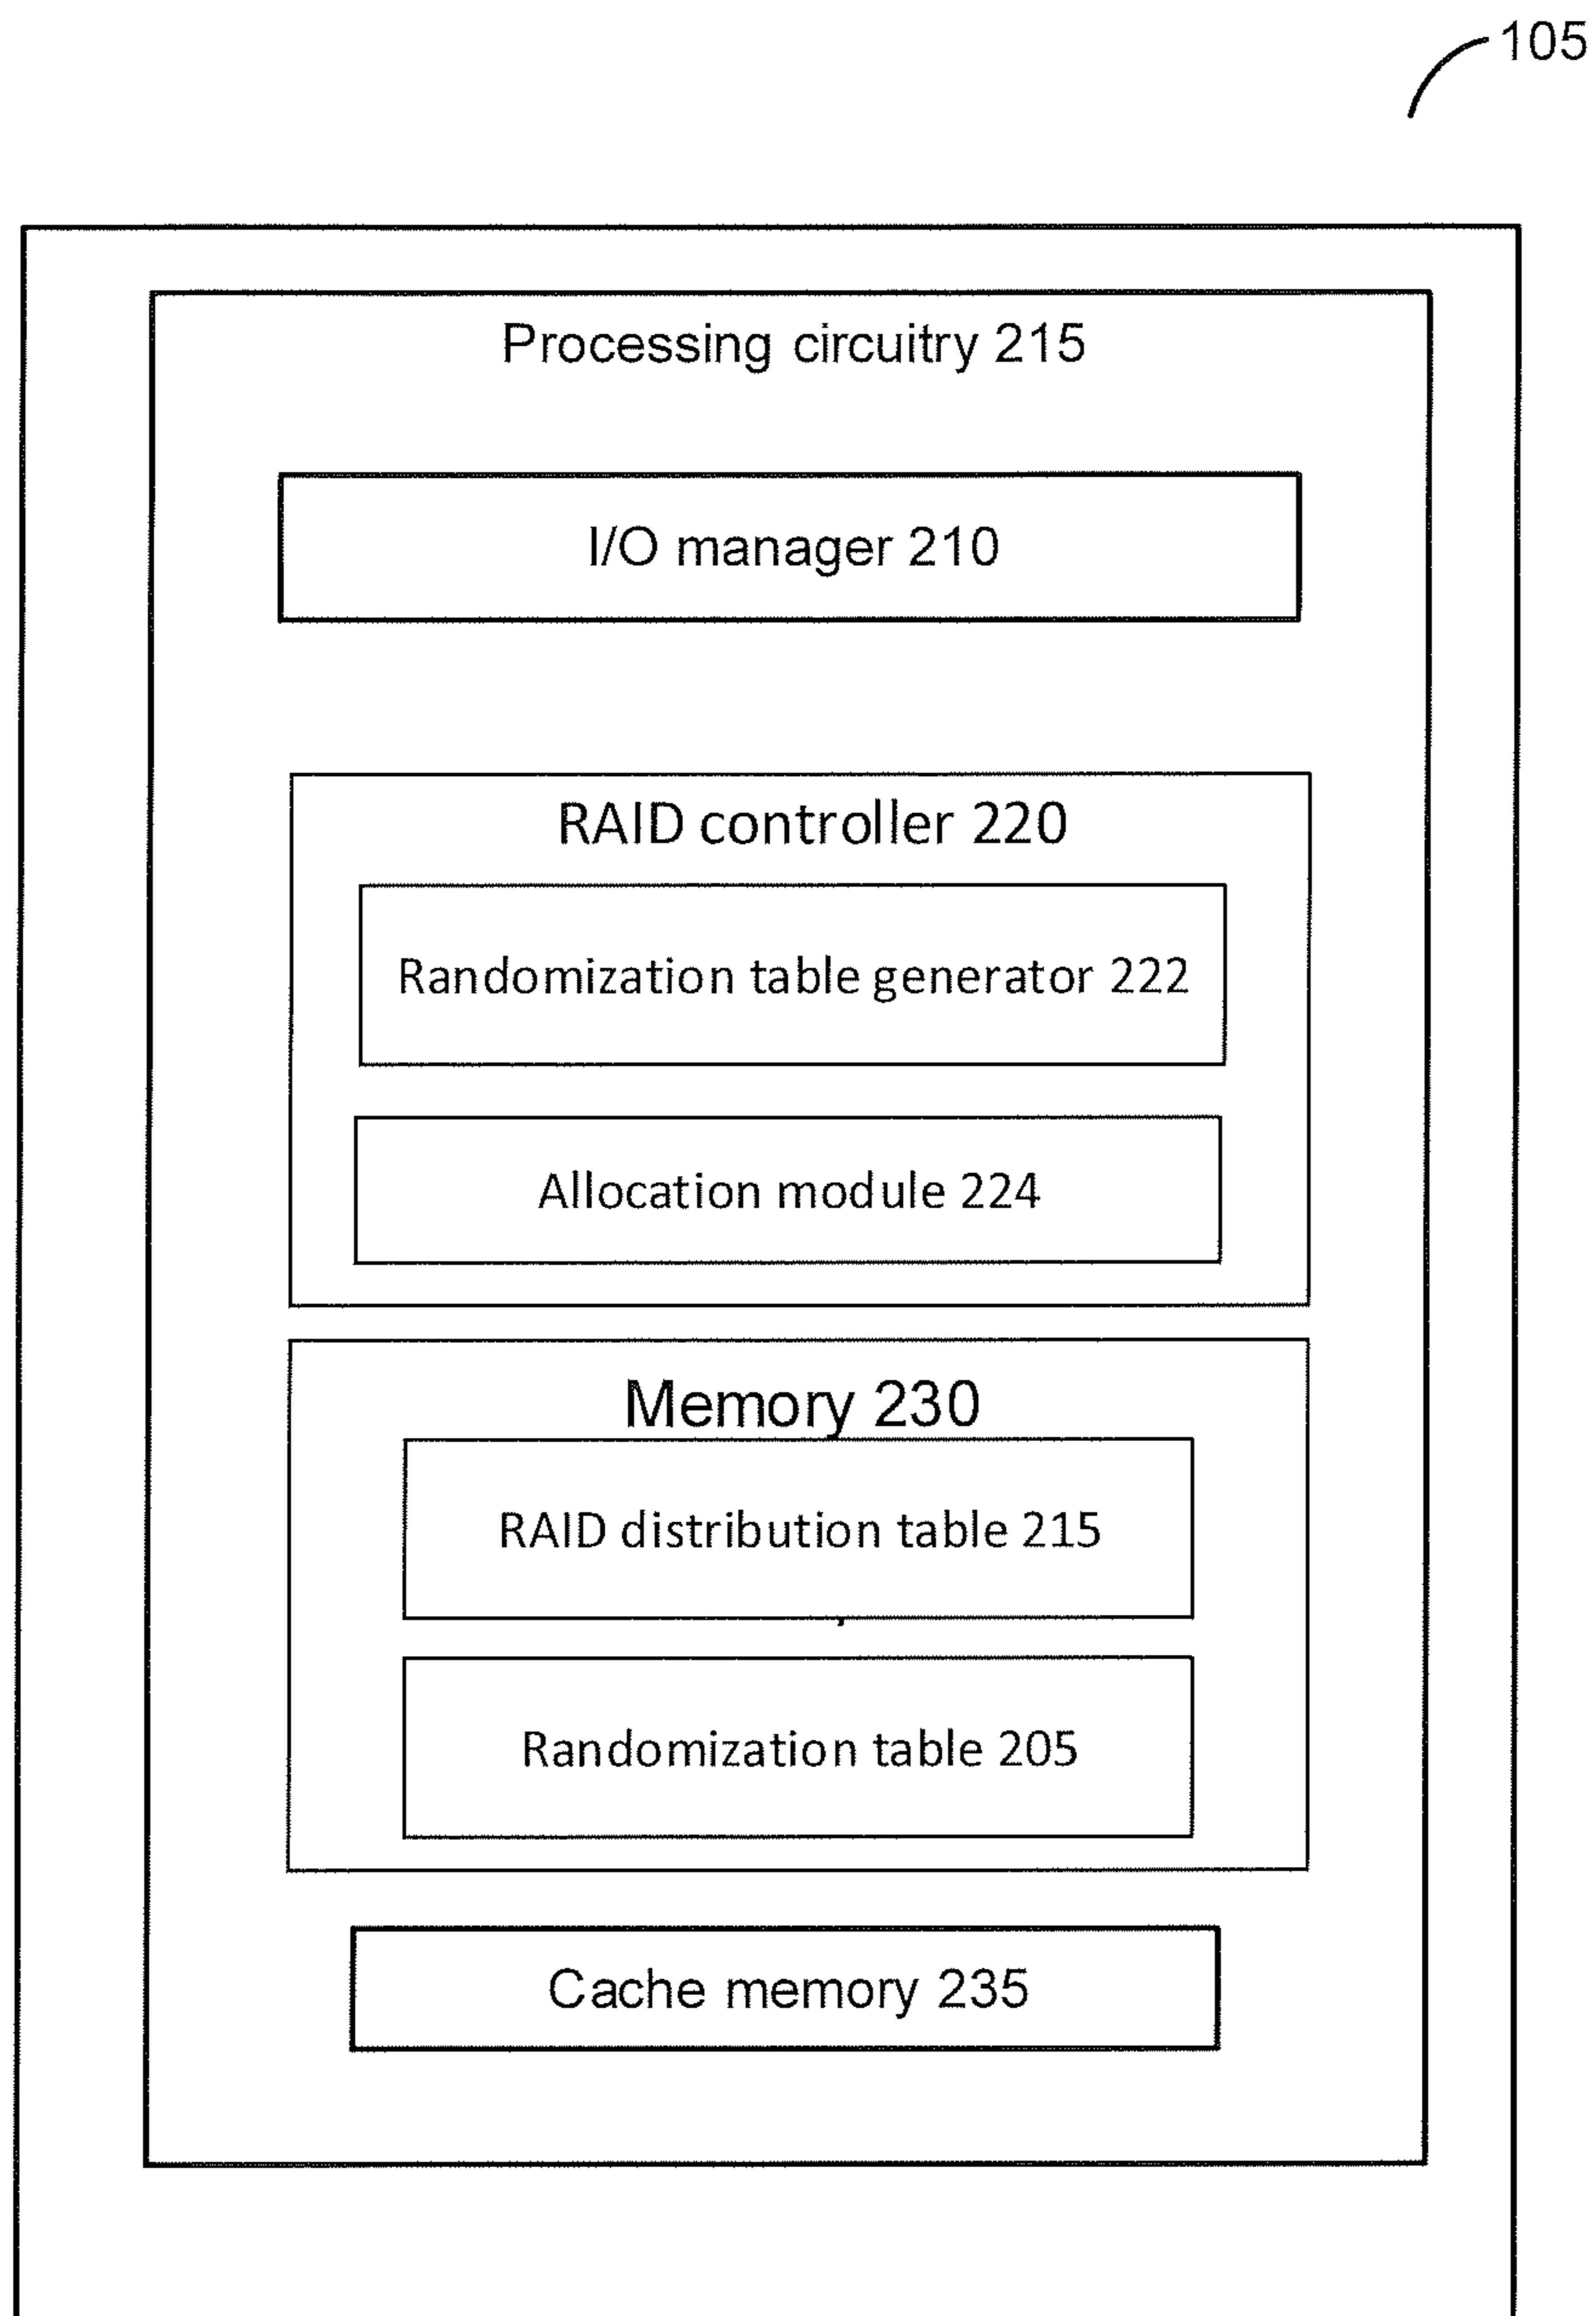 105
Processing circuitry 215
I/O manager 210
RAID controller 220
Randomization table generator 222
Allocation module 224
Memory 230
RAID distribution table 215
Randomization table 205
Cache memory 235